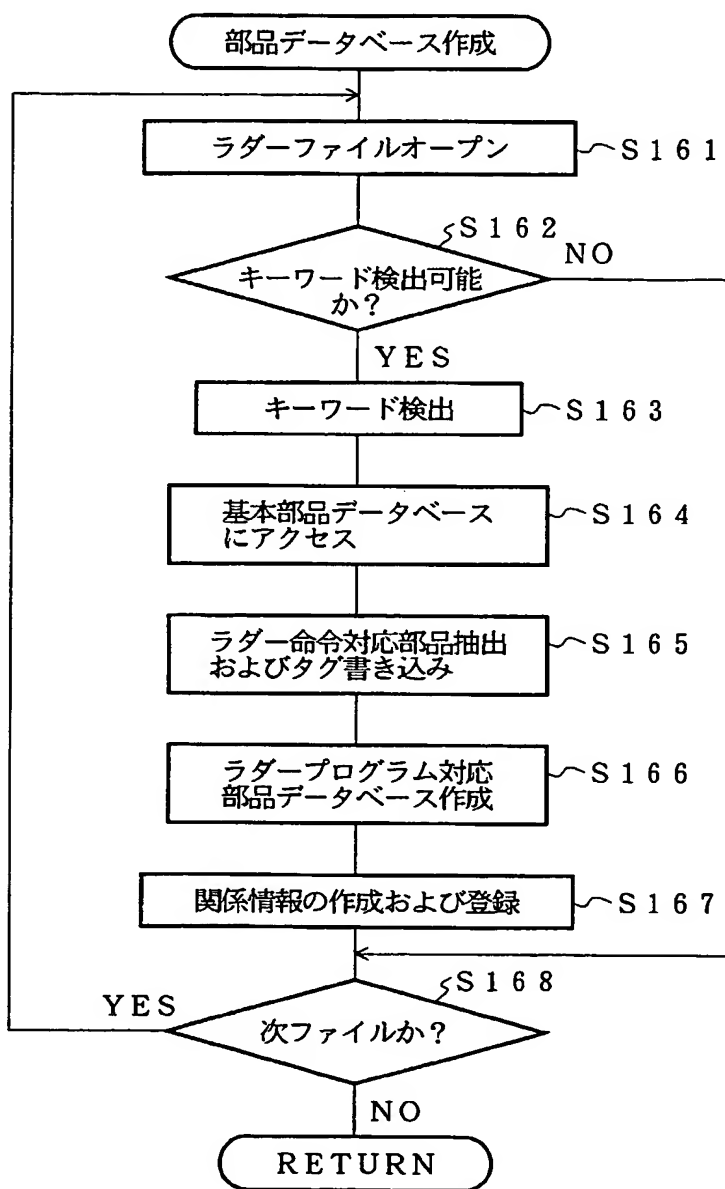 部品データベース作成
ラダーファイルオープン
S161
S162
キーワード検出可能
か？
NO
YES
キーワード検出
S163
基本部品データベース
にアクセス
S164
ラダー命令対応部品抽出
およびタグ書き込み
S165
ラダープログラム対応
部品データベース作成
S166
関係情報の作成および登録
S167
S168
YES
次ファイルか？
NO
RETURN